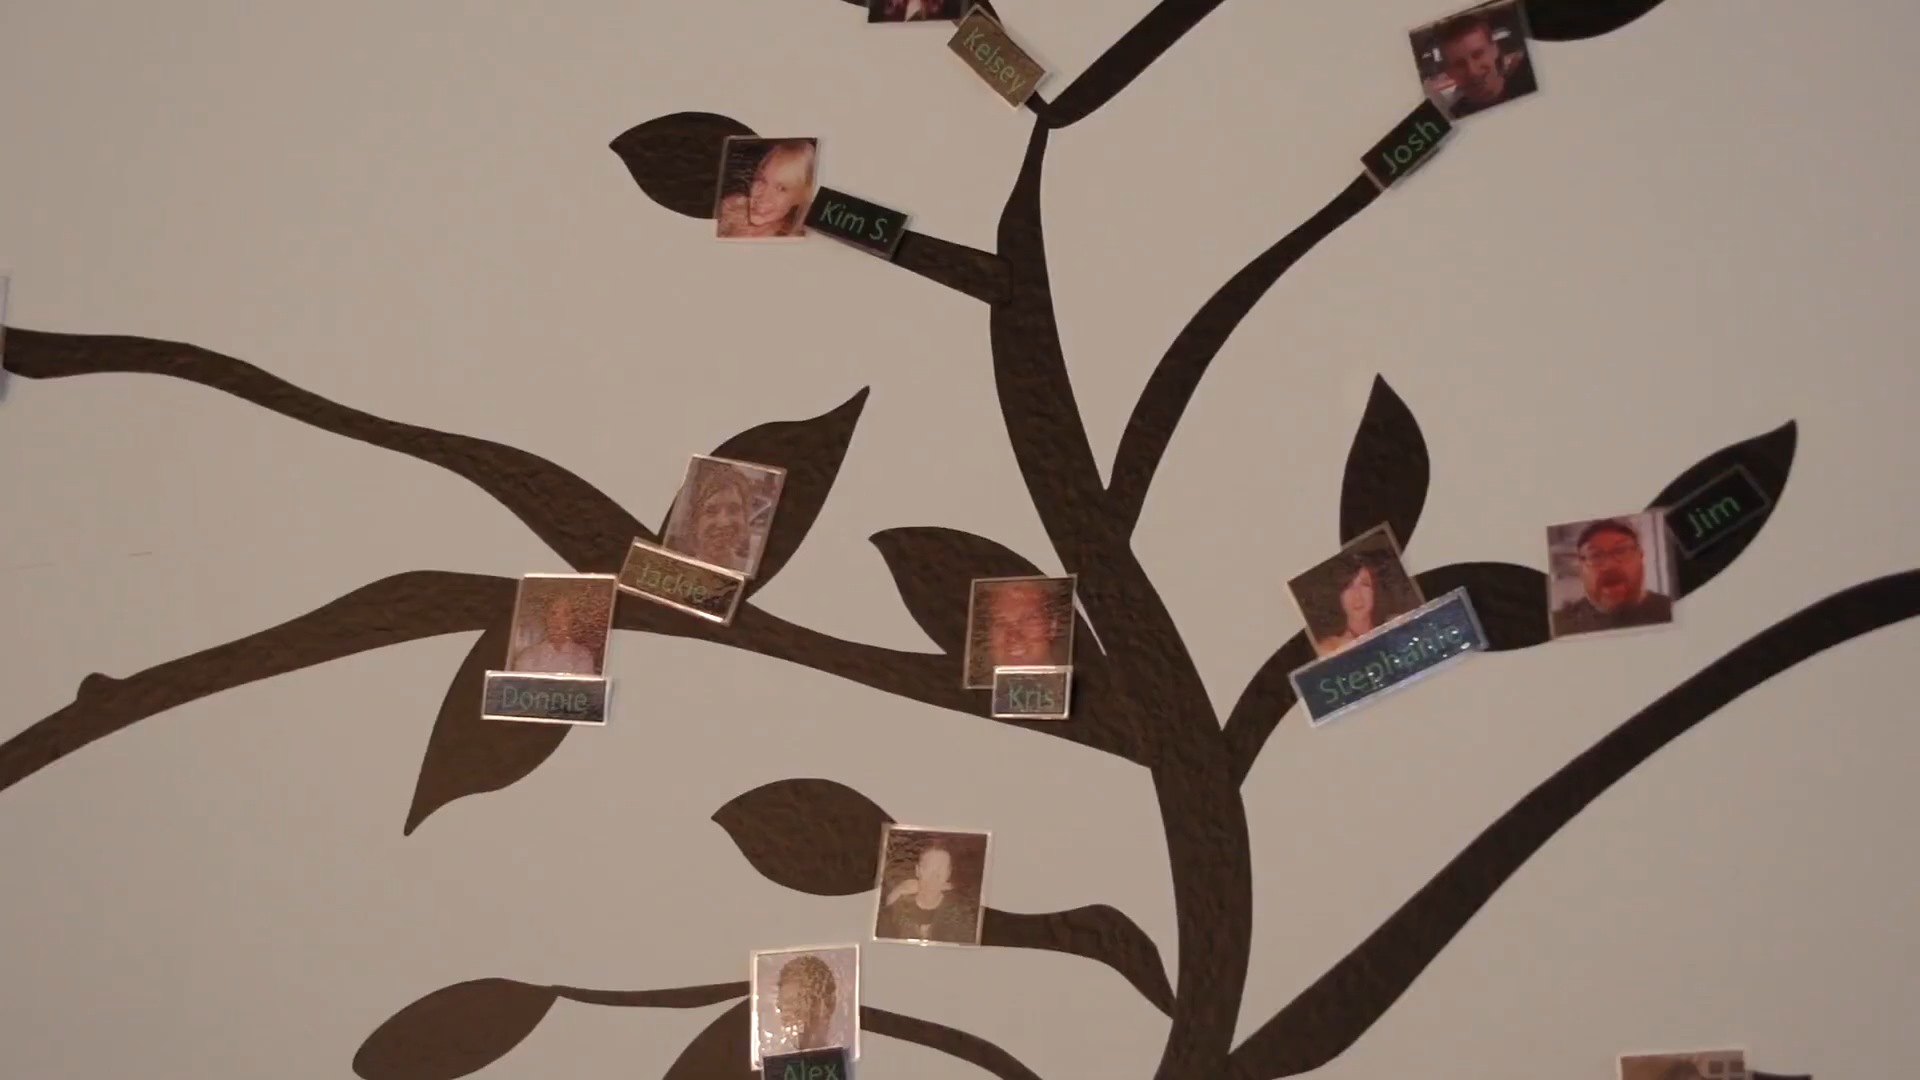 Kelsey
Josh
Kim S.
Jim
Jackie
Stephanie
Donnie
Kris
Alex